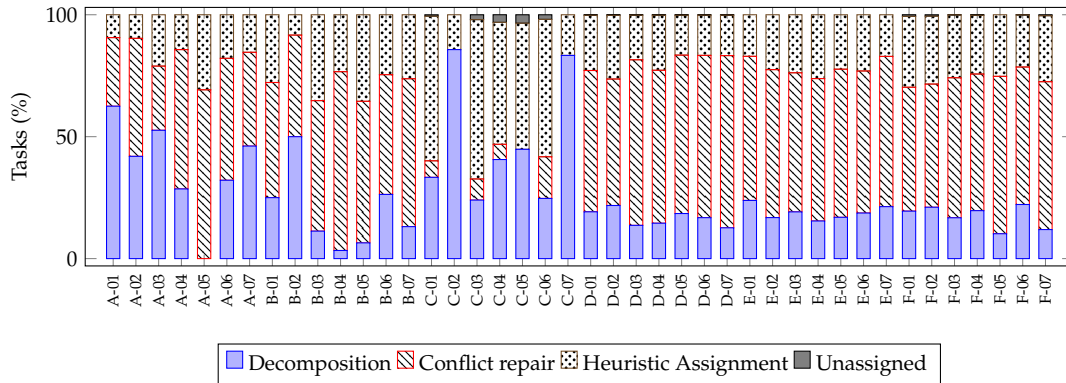 100
50
0
Tasks (%)
A-01 A-02 A-03 A-04 A-05 A-06 A-07 B-01 B-02 B-03 B-04 B-05 B-06 B-07 C-01 C-02 C-03 C-04 C-05 C-06 C-07 D-01 D-02 D-03 D-04 D-05 D-06 D-07 E-01 E-02 E-03 E-04 E-05 E-06 E-07 F-01 F-02 F-03 F-04 F-05 F-06 F-07
Decomposition Conflict repair Heuristic Assignment Unassigned